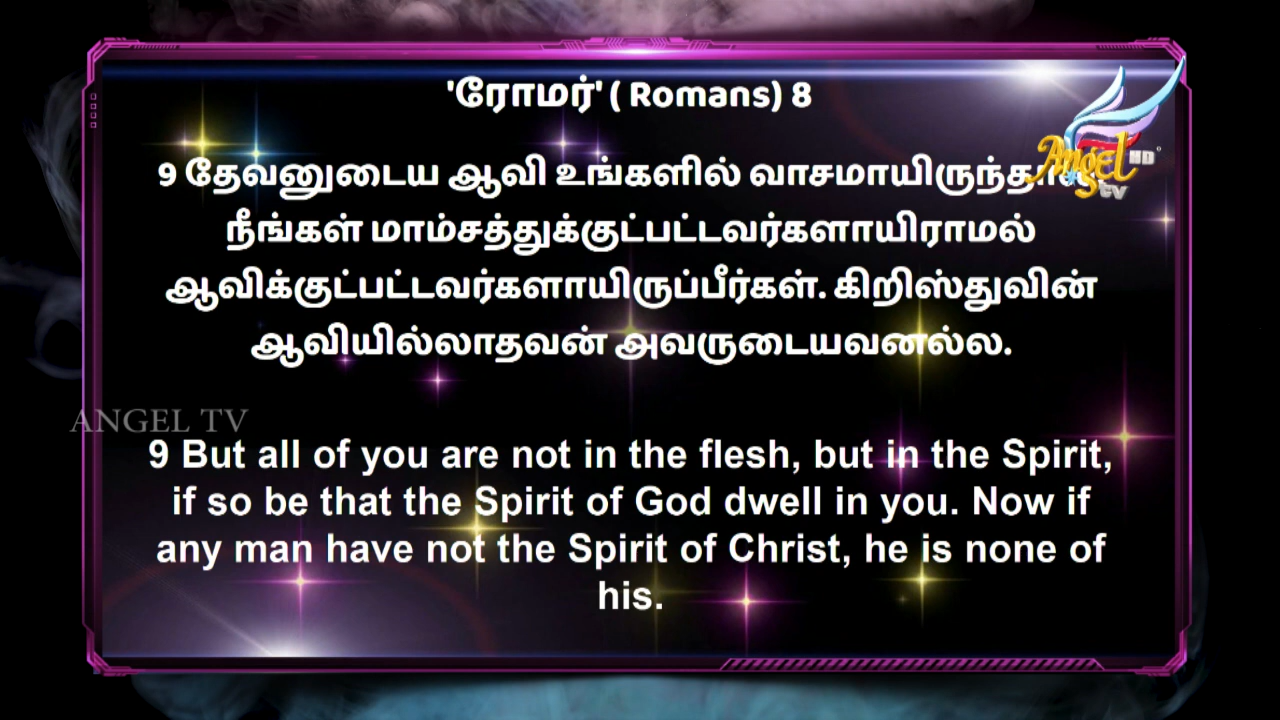 'ரோமர்' ( Romans) 8
9 தேவனுடைய ஆவி உங்களில்
நீங்கள் மாம்சத்துக்குட்பட்டவர்களாயிராமல்
ஆவிக்குட்பட்டவர்களாயிருப்பீர்கள். கிறிஸ்துவின்
ஆவியில்லாதவன் அவருடையவனல்ல.
Angel HD
tv
ANGEL TV
9 But all of you are not in the flesh, but in the Spirit,
if so be that the Spirit of God dwell in you. Now if
any man have not the Spirit of Christ, he is none of
his.